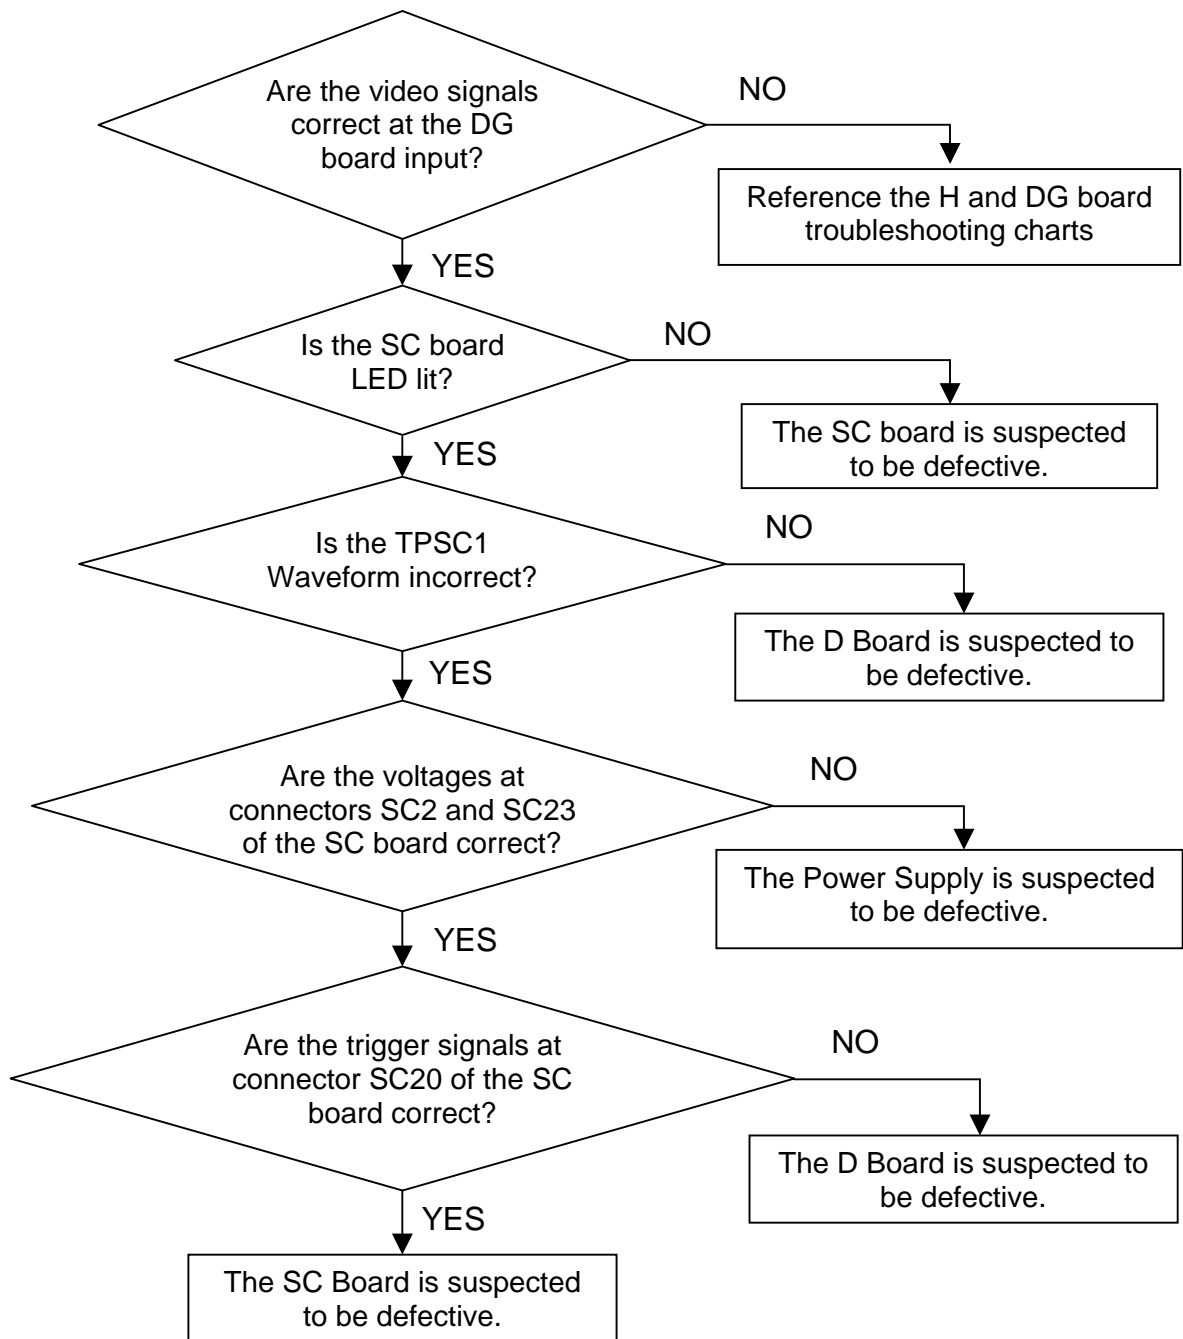 Are the video signals
correct at the DG
board input?
NO
Reference the H and DG board
troubleshooting charts
YES
Is the SC board
LED lit?
NO
The SC board is suspected
to be defective.
YES
Is the TPSC1
Waveform incorrect?
NO
The D Board is suspected to
be defective.
YES
Are the voltages at
connectors SC2 and SC23
of the SC board correct?
NO
The Power Supply is suspected
to be defective.
YES
Are the trigger signals at
connector SC20 of the SC
board correct?
NO
The D Board is suspected to
be defective.
YES
The SC Board is suspected
to be defective.